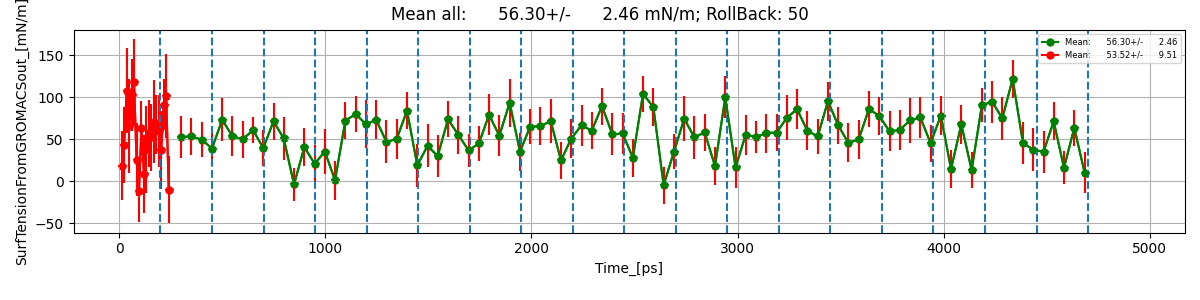 Mean all: 56.30+/- 2.46 mN/m; RollBack: 50
SurfTensionFromGROMACSout_[mN/m]
150
100
50
0
−50
Mean: 56.30+/- 2.46
Mean: 53.52+/- 9.51
0 1000 2000 3000 4000 5000
Time_[ps]